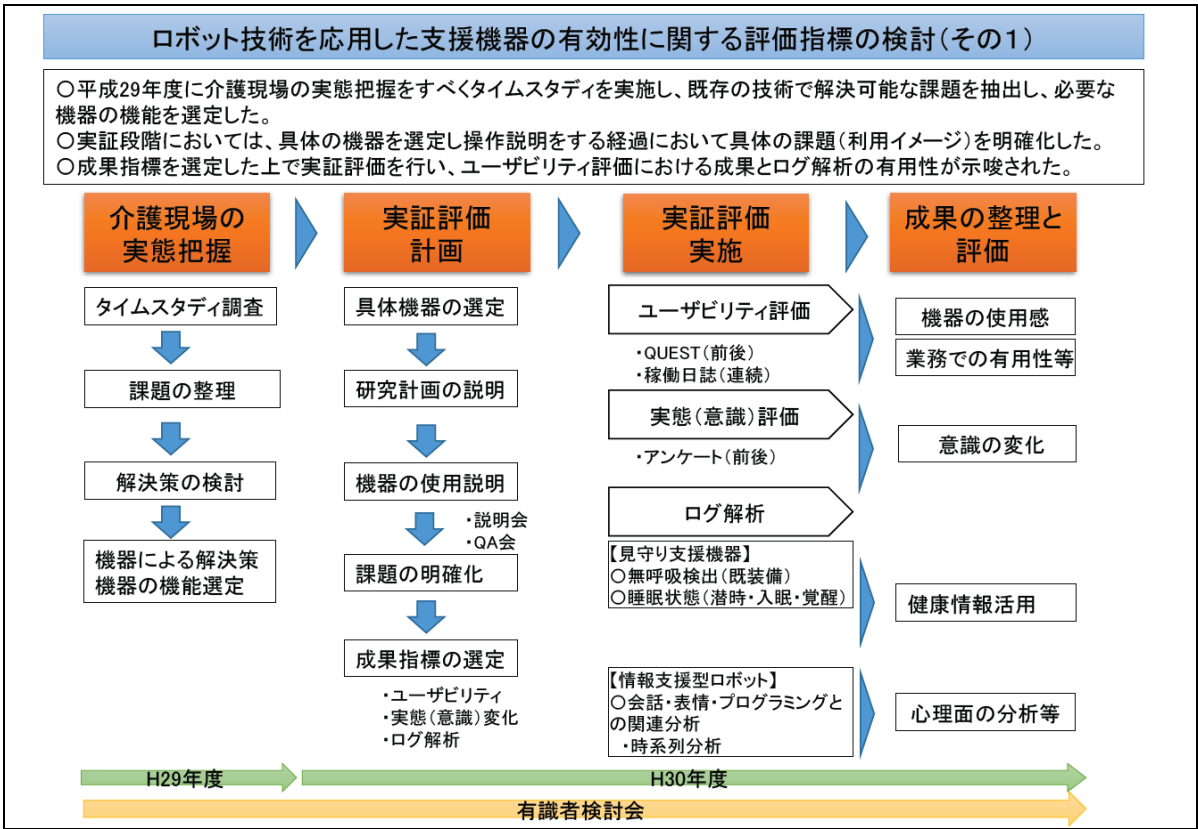 ロボット技術を応用した支援機器の有効性に関する評価指標の検討(その1)
○平成29年度に介護現場の実態把握をすべくタイムスタディを実施し、既存の技術で解決可能な課題を抽出し、必要な
機器の機能を選定した。
○実証段階においては、具体の機器を選定し操作説明をする経過において具体の課題(利用イメージ)を明確化した。
○成果指標を選定した上で実証評価を行い、ユーザビリティ評価における成果とログ解析の有用性が示唆された。
介護現場の
実態把握
タイムスタディ調査
課題の整理
解決策の検討
機器による解決策
機器の機能選定
実証評価
計画
具体機器の選定
研究計画の説明
機器の使用説明
・説明会
・QA会
課題の明確化
成果指標の選定
・ユーザビリティ
・実態(意識)変化
・ログ解析
実証評価
実施
ユーザビリティ評価
・QUEST(前後)
・稼働日誌(連続)
実態(意識)評価
・アンケート(前後)
ログ解析
【見守り支援機器】
○無呼吸検出(既装備)
○睡眠状態(潜時・入眠・覚醒)
【情報支援型ロボット】
○会話・表情・プログラミングと
の関連分析
・時系列分析
成果の整理と
評価
機器の使用感
業務での有用性等
意識の変化
健康情報活用
心理面の分析等
H29年度
H30年度
有識者検討会